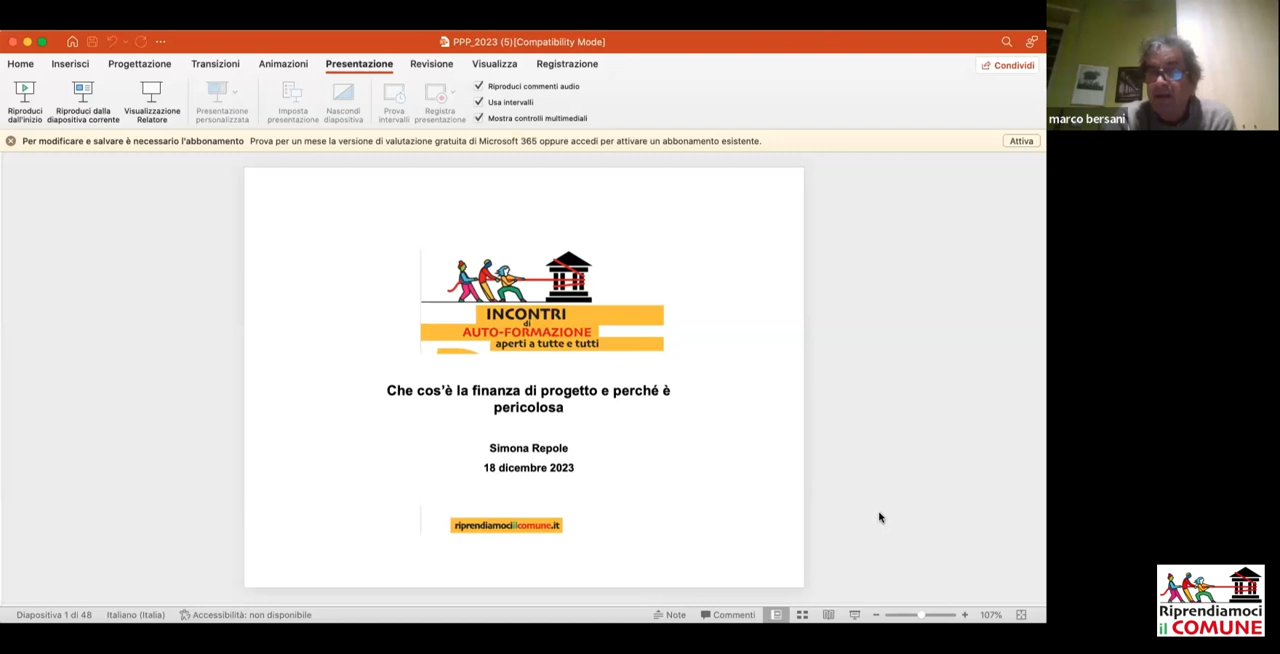 PPP_2023 (5)[Compatibility Mode]
Home Inserisci Progettazione Transizioni Animazioni Presentazione Revisione Visualizza Registrazione Condividi
Riproduci dall'inizio
Riproduci dalla diapositiva corrente
Visualizzazione Relatore
Presentazione personalizzata
Imposta presentazione
Nascondi diapositiva
Prova intervalli
Registra presentazione
Riproduci commenti audio
Usa intervalli
Mostra controlli multimediali
marco bersani
Per modificare e salvare è necessario l'abbonamento Prova per un mese la versione di valutazione gratuita di Microsoft 365 oppure accedi per attivare un abbonamento esistente. Attiva
INCONTRI
di
AUTO-FORMAZIONE
aperti a tutte e tutti
Che cos'è la finanza di progetto e perché è
pericolosa
Simona Repole
18 dicembre 2023
riprendiamociilcomune.it
Riprendiamoci
il COMUNE
Diapositiva 1 di 48 Italiano (Italia) Accessibilità: non disponibile Note Commenti 107%